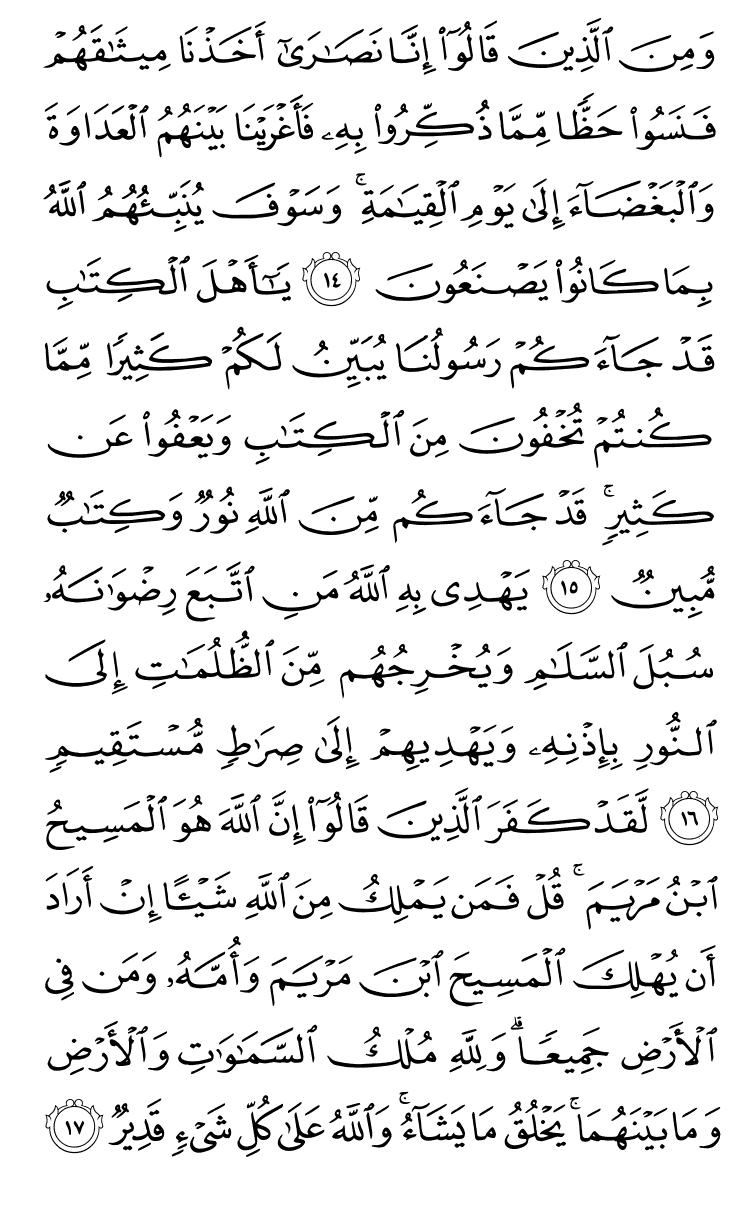 وَمِنَ ٱلَّذِينَ قَالُوٓا۟ إِنَّا نَصَـٰرَىٰٓ أَخَذْنَا مِيثَـٰقَهُمْ
فَنَسُوا۟ حَظًّا مِّمَّا ذُكِّرُوا۟ بِهِۦ فَأَغْرَيْنَا بَيْنَهُمُ ٱلْعَدَاوَةَ
وَٱلْبَغْضَآءَ إِلَىٰ يَوْمِ ٱلْقِيَـٰمَةِ ۚ وَسَوْفَ يُنَبِّئُهُمُ ٱللَّهُ
بِمَا كَانُوا۟ يَصْنَعُونَ ١٤ يَـٰٓأَهْلَ ٱلْكِتَـٰبِ
قَدْ جَآءَكُمْ رَسُولُنَا يُبَيِّنُ لَكُمْ كَثِيرًا مِّمَّا
كُنتُمْ تُخْفُونَ مِنَ ٱلْكِتَـٰبِ وَيَعْفُوا۟ عَن
كَثِيرٍ ۚ قَدْ جَآءَكُم مِّنَ ٱللَّهِ نُورٌ وَكِتَـٰبٌ
مُّبِينٌ ١٥ يَهْدِى بِهِ ٱللَّهُ مَنِ ٱتَّبَعَ رِضْوَٰنَهُۥ
سُبُلَ ٱلسَّلَـٰمِ وَيُخْرِجُهُم مِّنَ ٱلظُّلُمَـٰتِ إِلَى
ٱلنُّورِ بِإِذْنِهِۦ وَيَهْدِيهِمْ إِلَىٰ صِرَٰطٍ مُّسْتَقِيمٍ
١٦ لَّقَدْ كَفَرَ ٱلَّذِينَ قَالُوٓا۟ إِنَّ ٱللَّهَ هُوَ ٱلْمَسِيحُ
ٱبْنُ مَرْيَمَ ۚ قُلْ فَمَن يَمْلِكُ مِنَ ٱللَّهِ شَيْـًٔا إِنْ أَرَادَ
أَن يُهْلِكَ ٱلْمَسِيحَ ٱبْنَ مَرْيَمَ وَأُمَّهُۥ وَمَن فِى
ٱلْأَرْضِ جَمِيعًا ۗ وَلِلَّهِ مُلْكُ ٱلسَّمَـٰوَٰتِ وَٱلْأَرْضِ
وَمَا بَيْنَهُمَا ۚ يَخْلُقُ مَا يَشَآءُ ۚ وَٱللَّهُ عَلَىٰ كُلِّ شَىْءٍ قَدِيرٌ ١٧